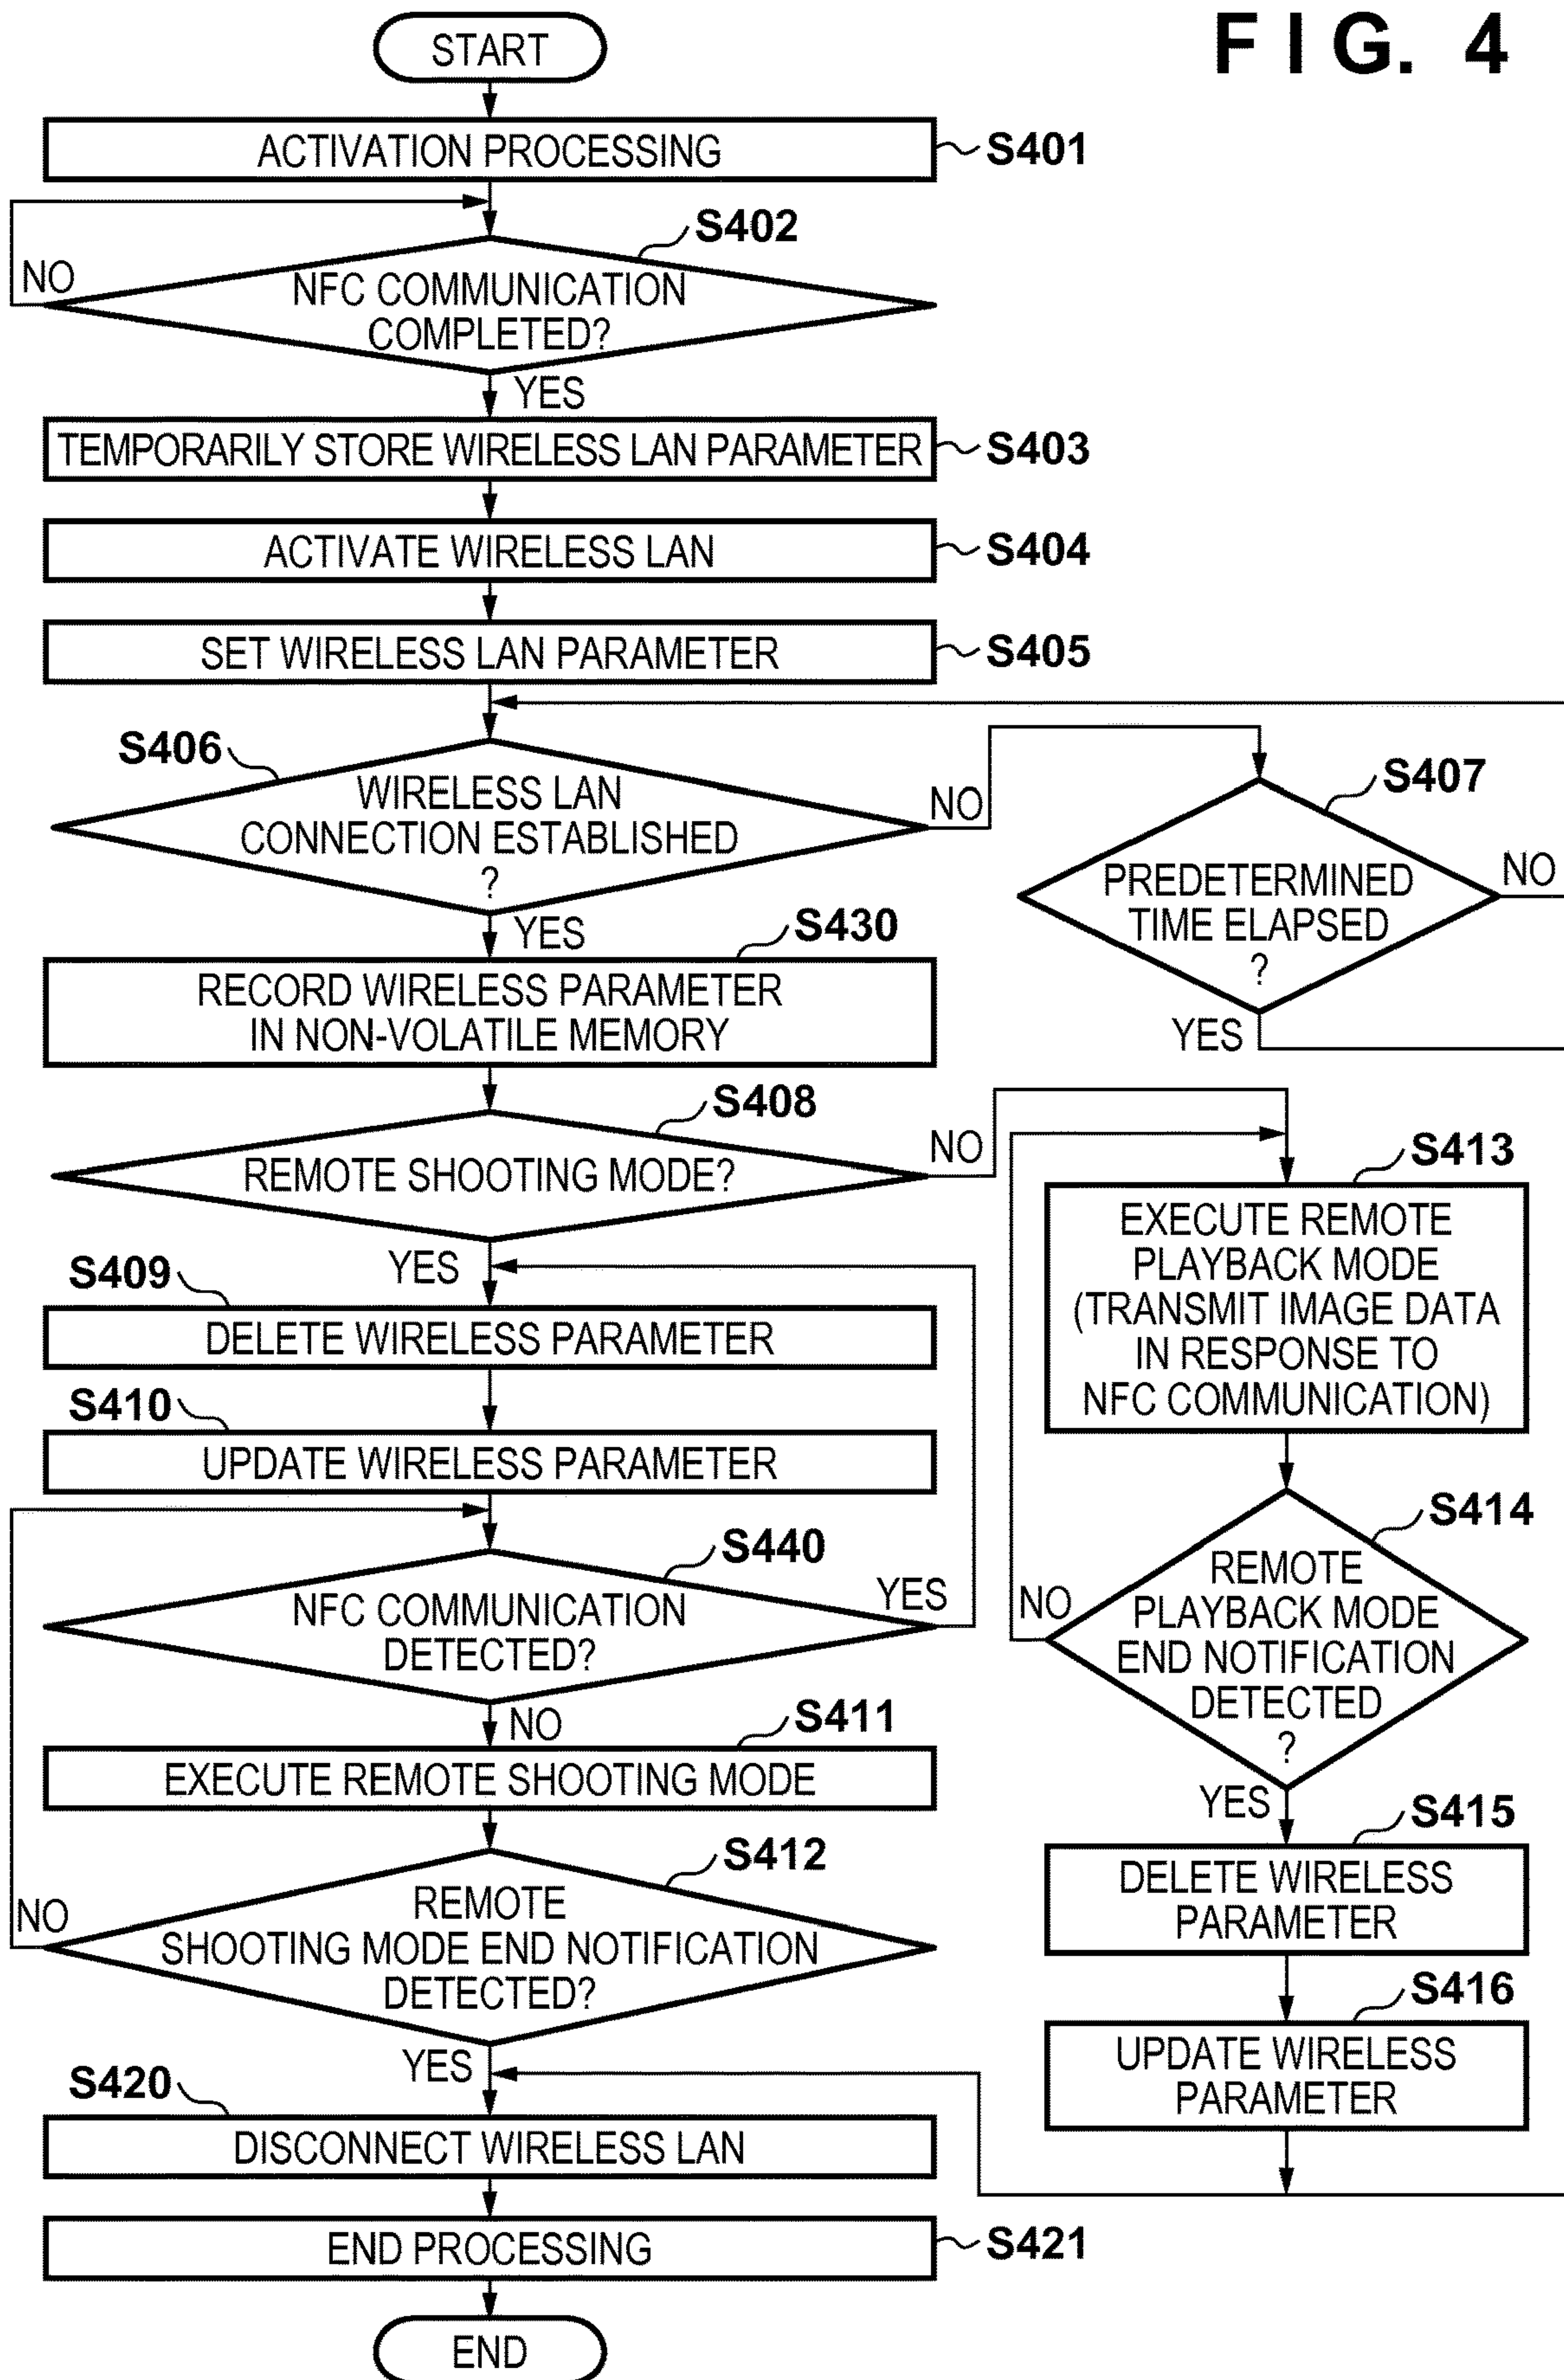 FIG. 4
START
ACTIVATION PROCESSING
S401
S402
NO
NFC COMMUNICATION
COMPLETED?
YES
TEMPORARILY STORE WIRELESS LAN PARAMETER
S403
ACTIVATE WIRELESS LAN
S404
SET WIRELESS LAN PARAMETER
S405
S406
WIRELESS LAN
CONNECTION ESTABLISHED
?
NO
S407
PREDETERMINED
TIME ELAPSED
?
NO
YES
YES
S430
RECORD WIRELESS PARAMETER
IN NON-VOLATILE MEMORY
S408
REMOTE SHOOTING MODE?
NO
YES
S409
DELETE WIRELESS PARAMETER
S410
UPDATE WIRELESS PARAMETER
S440
NFC COMMUNICATION
DETECTED?
YES
NO
S411
EXECUTE REMOTE SHOOTING MODE
S412
REMOTE
SHOOTING MODE END NOTIFICATION
DETECTED?
NO
YES
S413
EXECUTE REMOTE
PLAYBACK MODE
(TRANSMIT IMAGE DATA
IN RESPONSE TO
NFC COMMUNICATION)
S414
REMOTE
PLAYBACK MODE
END NOTIFICATION
DETECTED
?
NO
YES
S415
DELETE WIRELESS
PARAMETER
S416
UPDATE WIRELESS
PARAMETER
S420
DISCONNECT WIRELESS LAN
END PROCESSING
S421
END